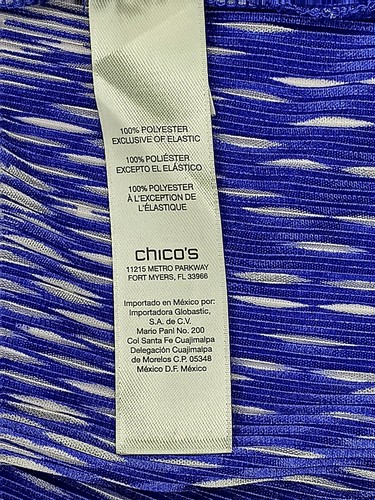 100% POLYESTER
EXCLUSIVE OF ELASTIC
100% POLIÉSTER
EXCEPTO EL ELÁSTICO
100% POLYESTER
À L'EXCEPTION DE
L'ÉLASTIQUE
chico's
11215 METRO PARKWAY
FORT MYERS, FL 33966
Importado en México por:
Importadora Globastic,
S.A. de C.V.
Mario Pani No. 200
Col Santa Fe Cuajimalpa
Delegación Cuajimalpa
de Morelos C.P. 05348
México D.F. México